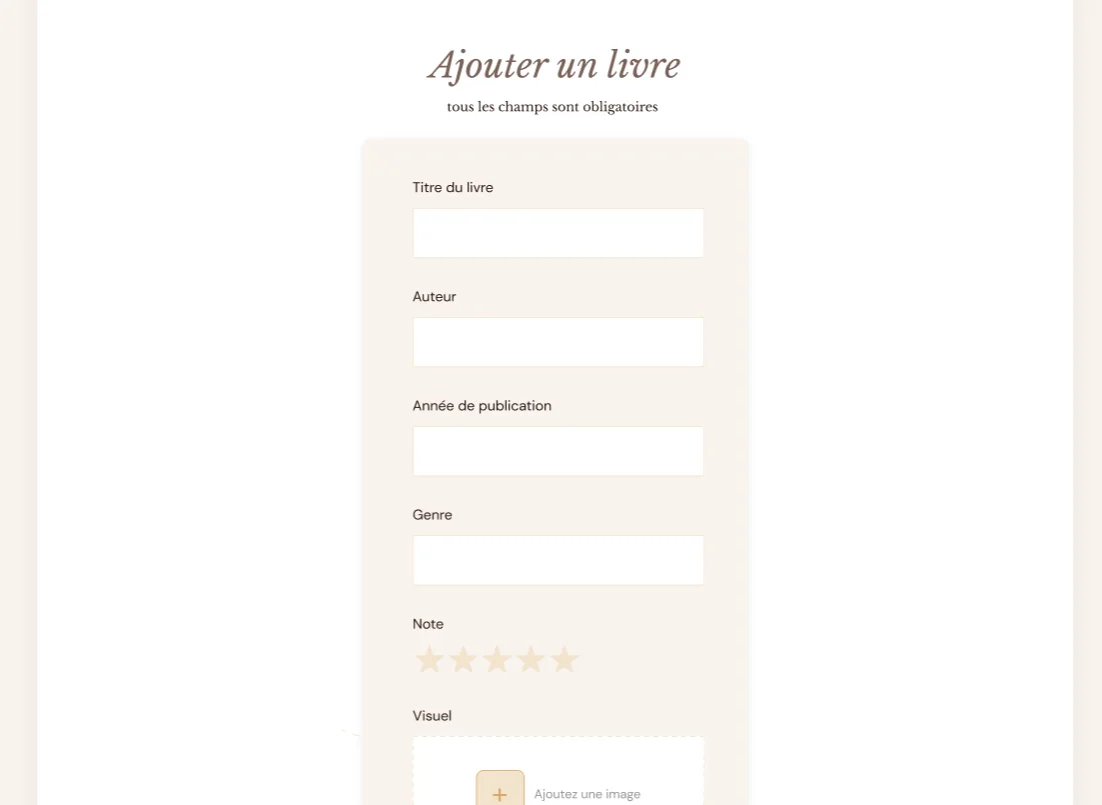 Ajouter un livre
tous les champs sont obligatoires
Titre du livre
Auteur
Année de publication
Genre
Note
Visuel
+ Ajoutez une image